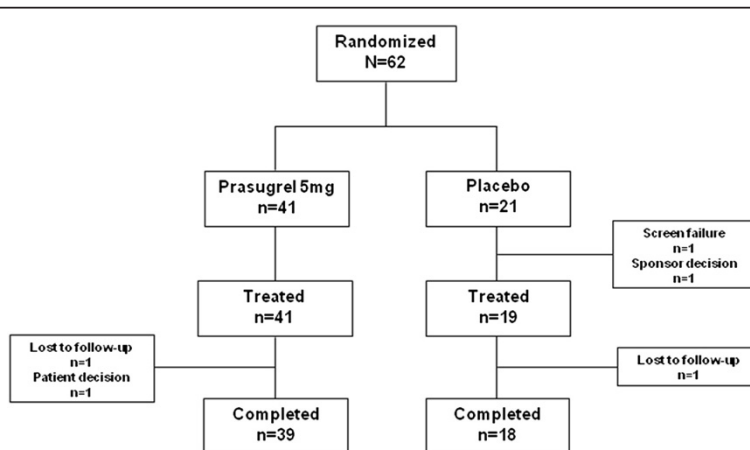 Randomized
N=62
Prasugrel 5mg
n=41
Placebo
n=21
Screen failure
n=1
Sponsor decision
n=1
Treated
n=41
Treated
n=19
Lost to follow-up
n=1
Patient decision
n=1
Lost to follow-up
n=1
Completed
n=39
Completed
n=18